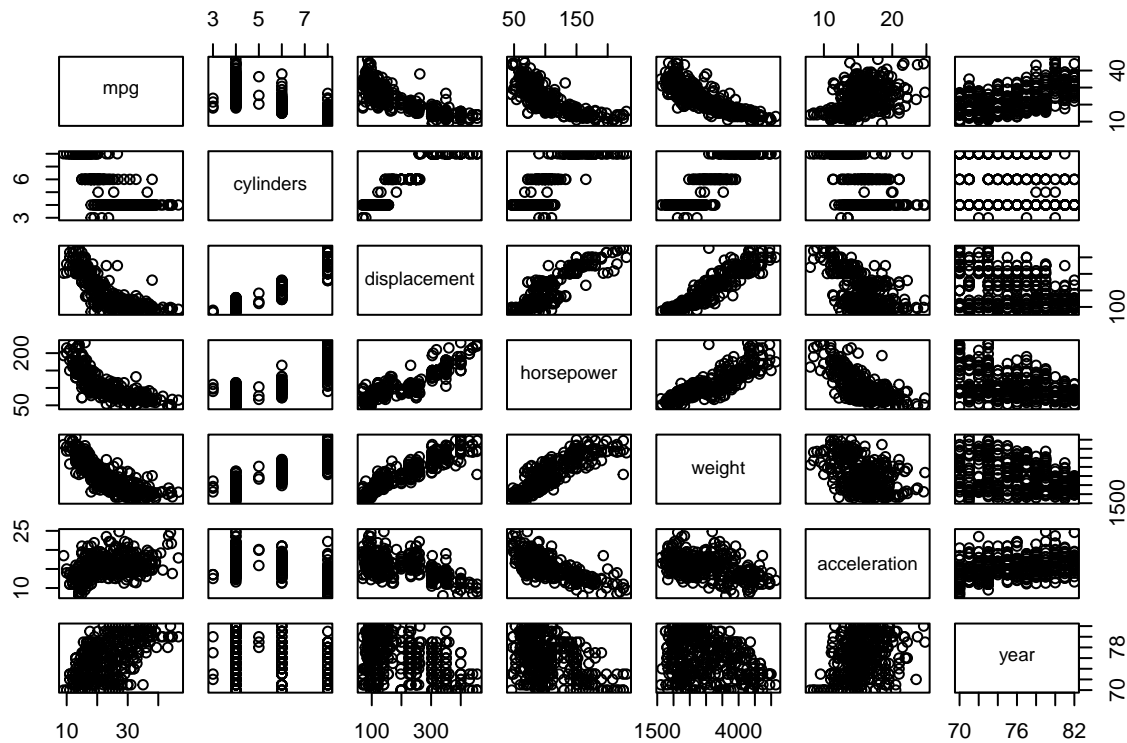 3 5 7 50 150 10 20
mpg
10 40
3 6
cylinders
displacement
100
50 200
horsepower
weight
1500
10 25
acceleration
70 78
year
10 30 100 300 1500 4000 70 76 82